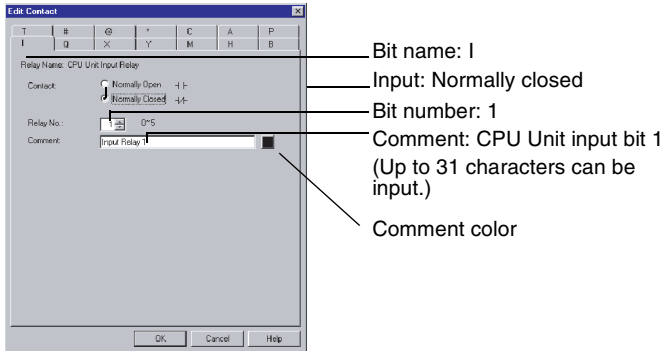 Edit Contact
T # @ * C A P
I Q X Y M H B
Relay Name: CPU Unit Input Relay
Contact: Normally Open
Normally Closed
Relay No.: 1 0~5
Comment: Input Relay 1
OK Cancel Help
Bit name: I
Input: Normally closed
Bit number: 1
Comment: CPU Unit input bit 1
(Up to 31 characters can be
input.)
Comment color